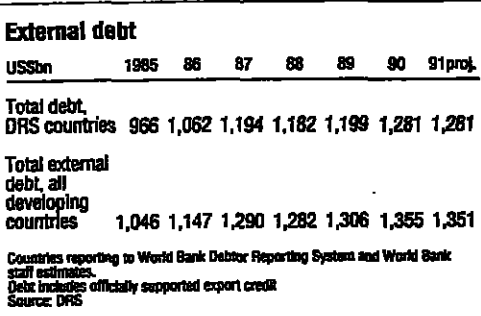 External debt
US$bn 1985 86 87 88 89 90 91proj.
Total debt,
DRS countries 966 1,062 1,194 1,182 1,199 1,281 1,281
Total external
debt, all
developing
countries 1,046 1,147 1,290 1,282 1,306 1,355 1,351
Countries reporting to World Bank Debtor Reporting System and World Bank
staff estimates.
Debt includes officially supported export credit
Source: DRS